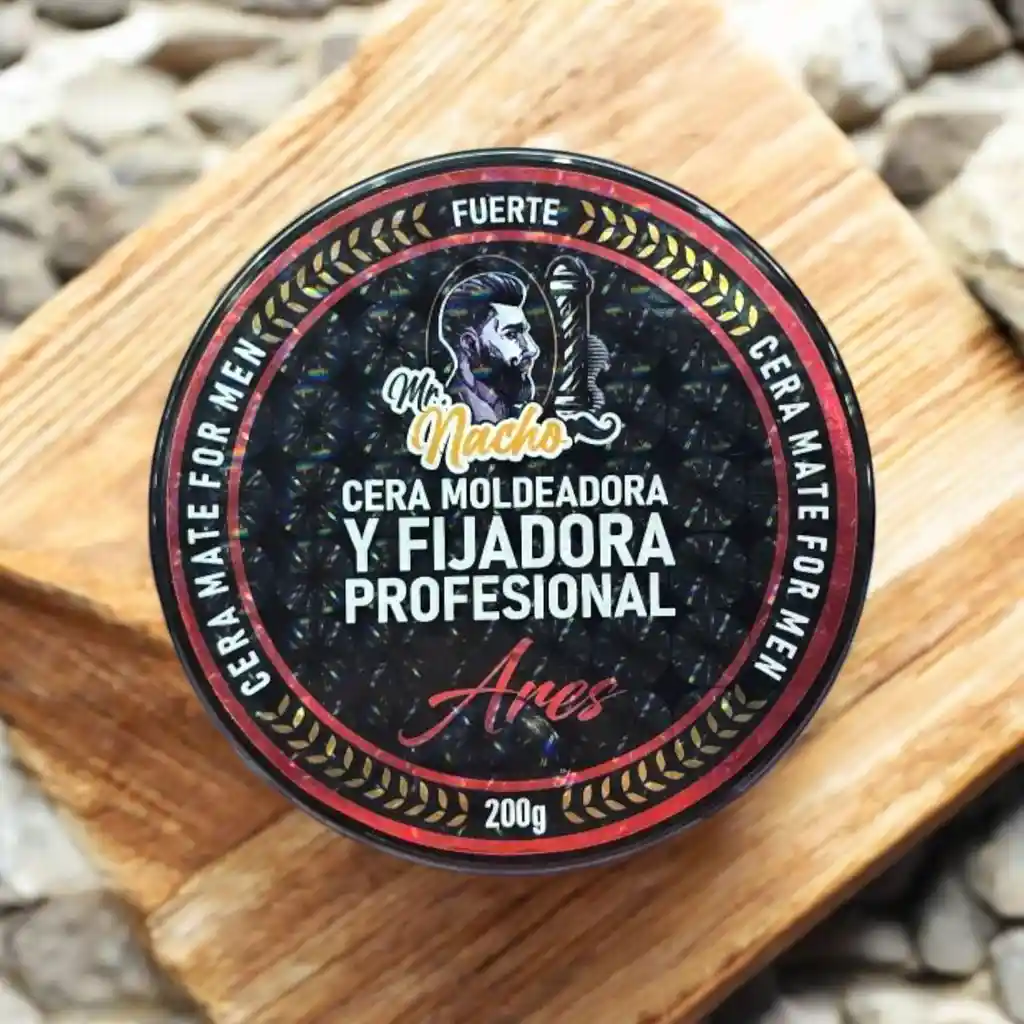 FUERTE
CERA MATE FOR MEN
CERA MATE FOR MEN
Mr.
Nacho
CERA MOLDEADORA
Y FIJADORA
PROFESIONAL
Ares
200g